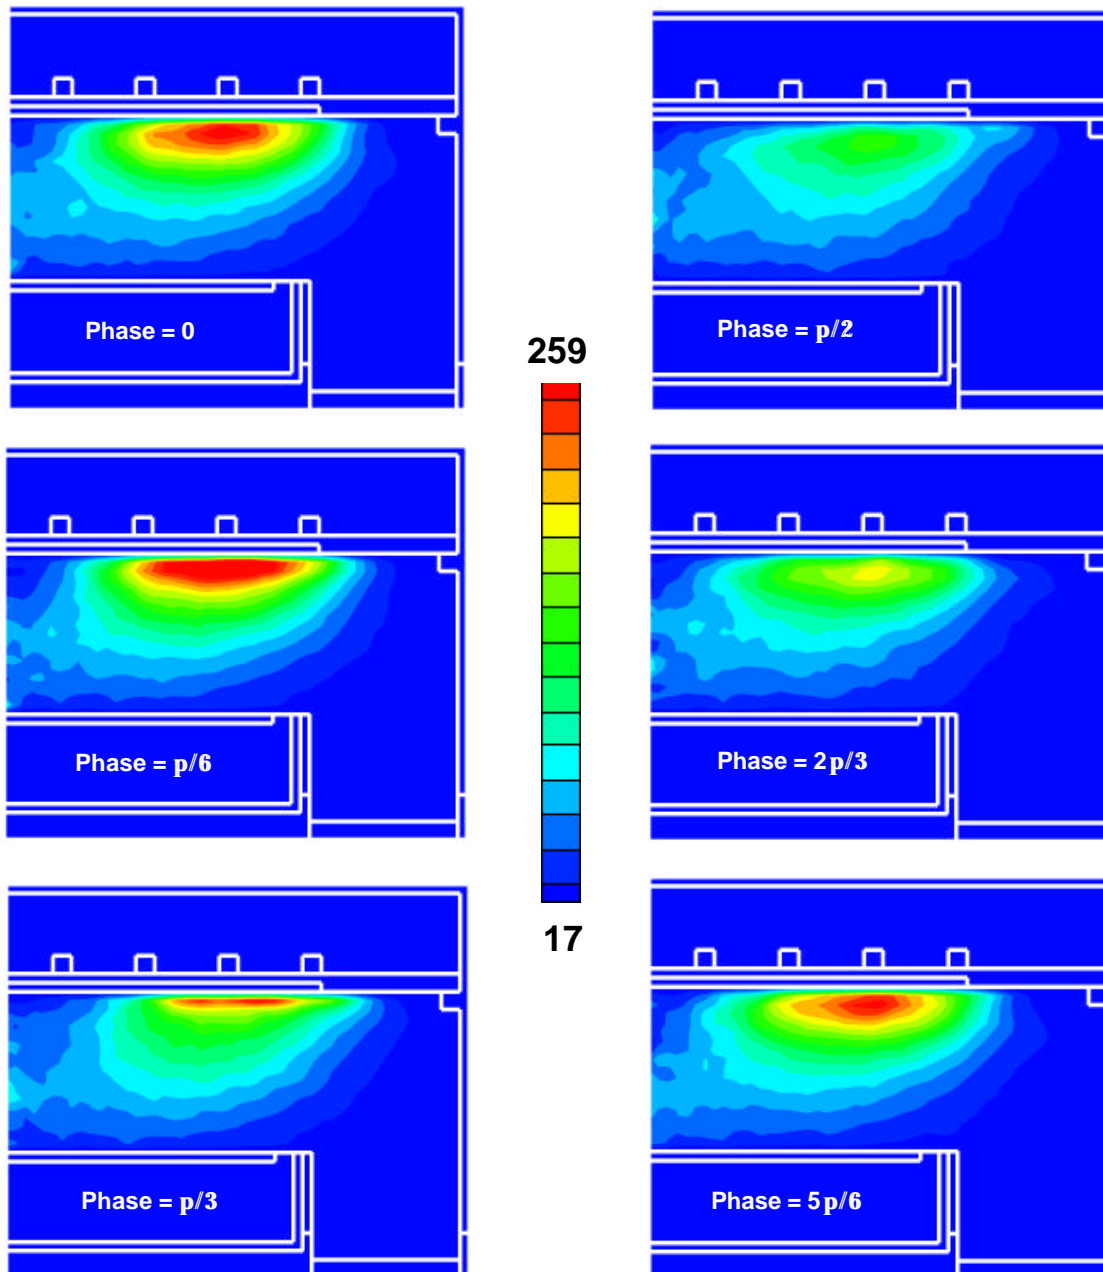 Phase = 0
Phase = p/2
259
Phase = p/6
Phase = 2p/3
17
Phase = p/3
Phase = 5p/6